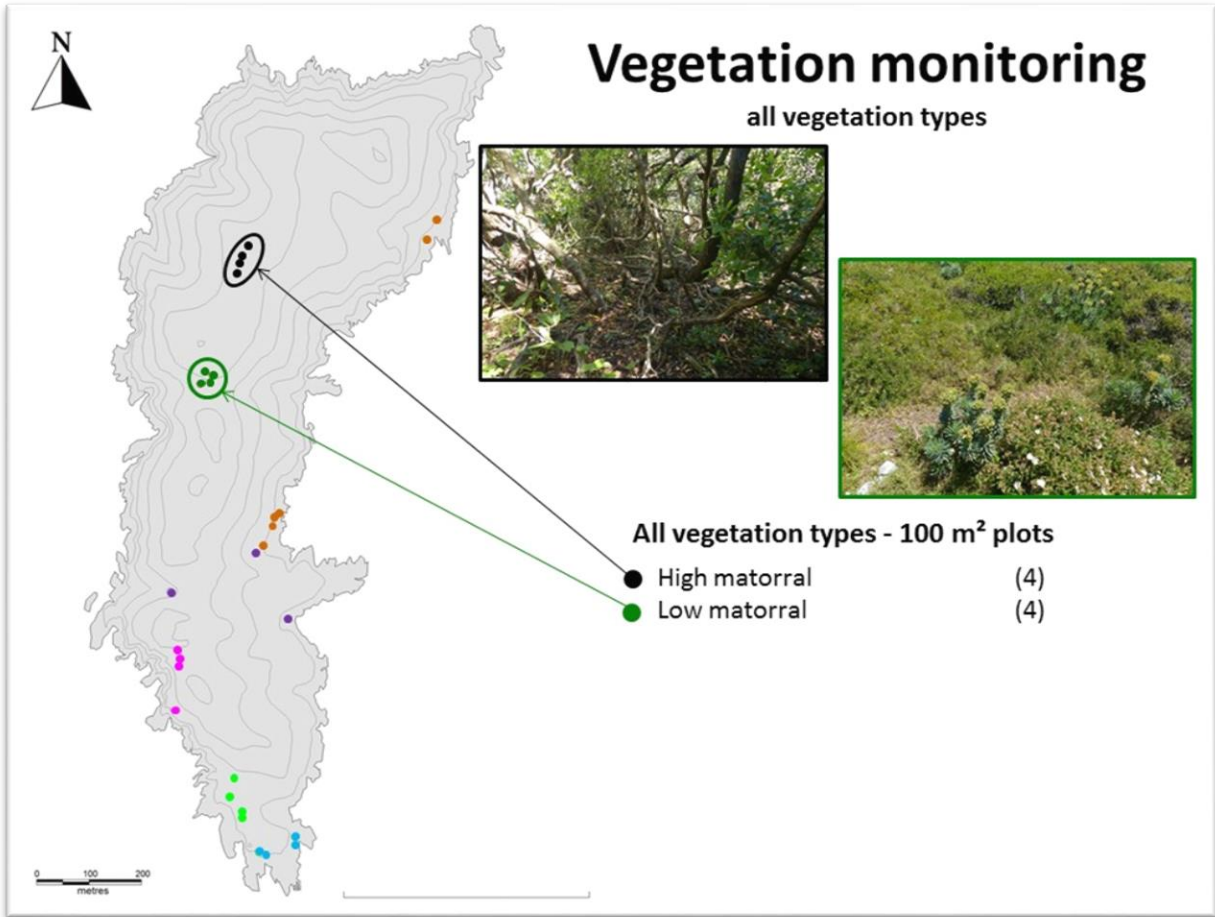 N
Vegetation monitoring
all vegetation types
All vegetation types - 100 m² plots
High matorral (4)
Low matorral (4)
0 100 200
metres